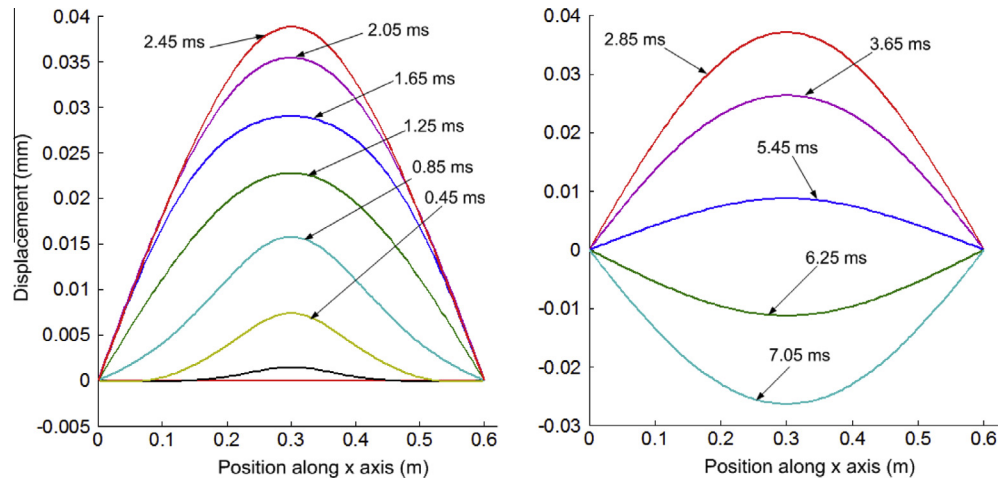 0.04
0.035
0.03
0.025
0.02
0.015
0.01
0.005
0
-0.005
Displacement (mm)
2.45 ms
2.05 ms
1.65 ms
1.25 ms
0.85 ms
0.45 ms
0 0.1 0.2 0.3 0.4 0.5 0.6
Position along x axis (m)
0.04
0.03
0.02
0.01
0
-0.01
-0.02
-0.03
2.85 ms
3.65 ms
5.45 ms
6.25 ms
7.05 ms
0 0.1 0.2 0.3 0.4 0.5 0.6
Position along x axis (m)